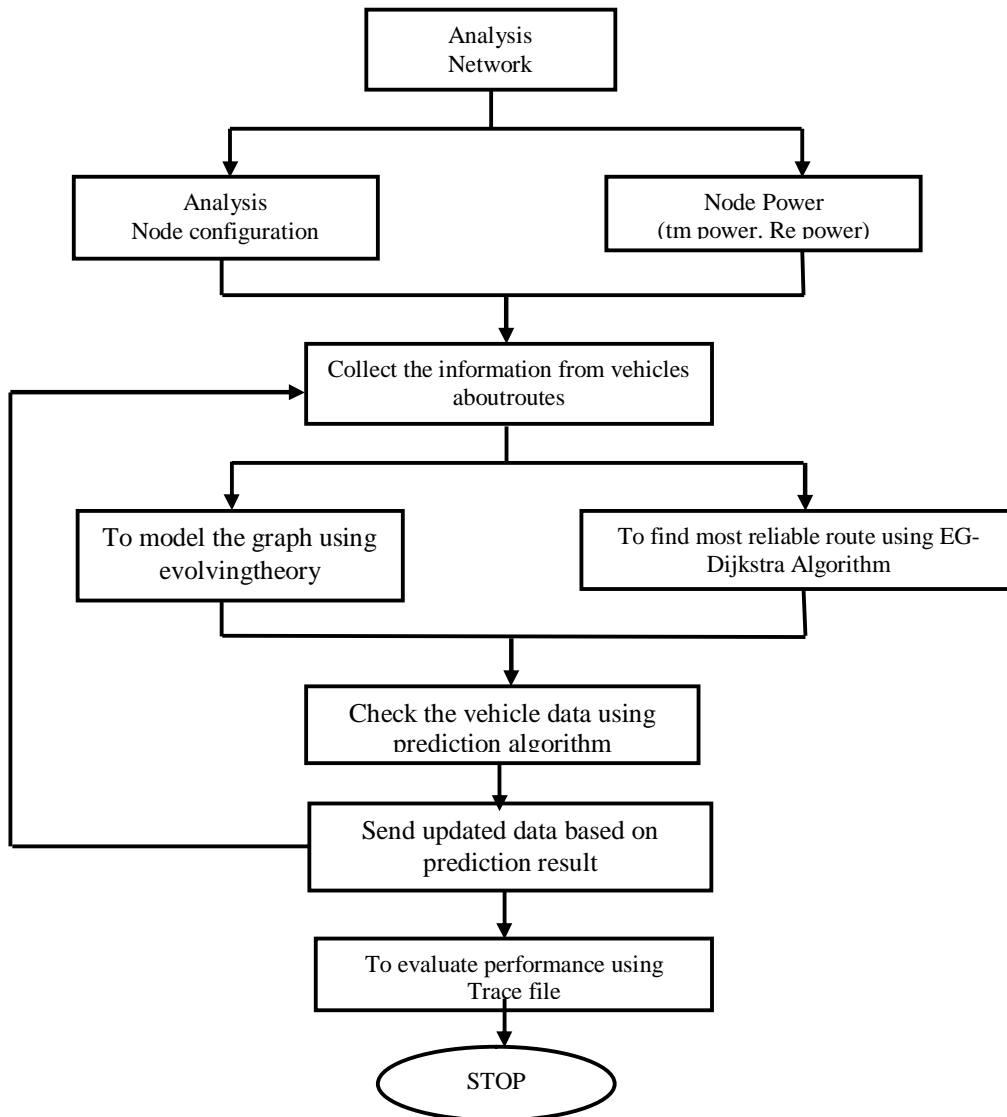 Analysis
Network
Analysis
Node configuration
Node Power
(tm power. Re power)
Collect the information from vehicles
aboutroutes
To model the graph using
evolvingtheory
To find most reliable route using EG-
Dijkstra Algorithm
Check the vehicle data using
prediction algorithm
Send updated data based on
prediction result
To evaluate performance using
Trace file
STOP